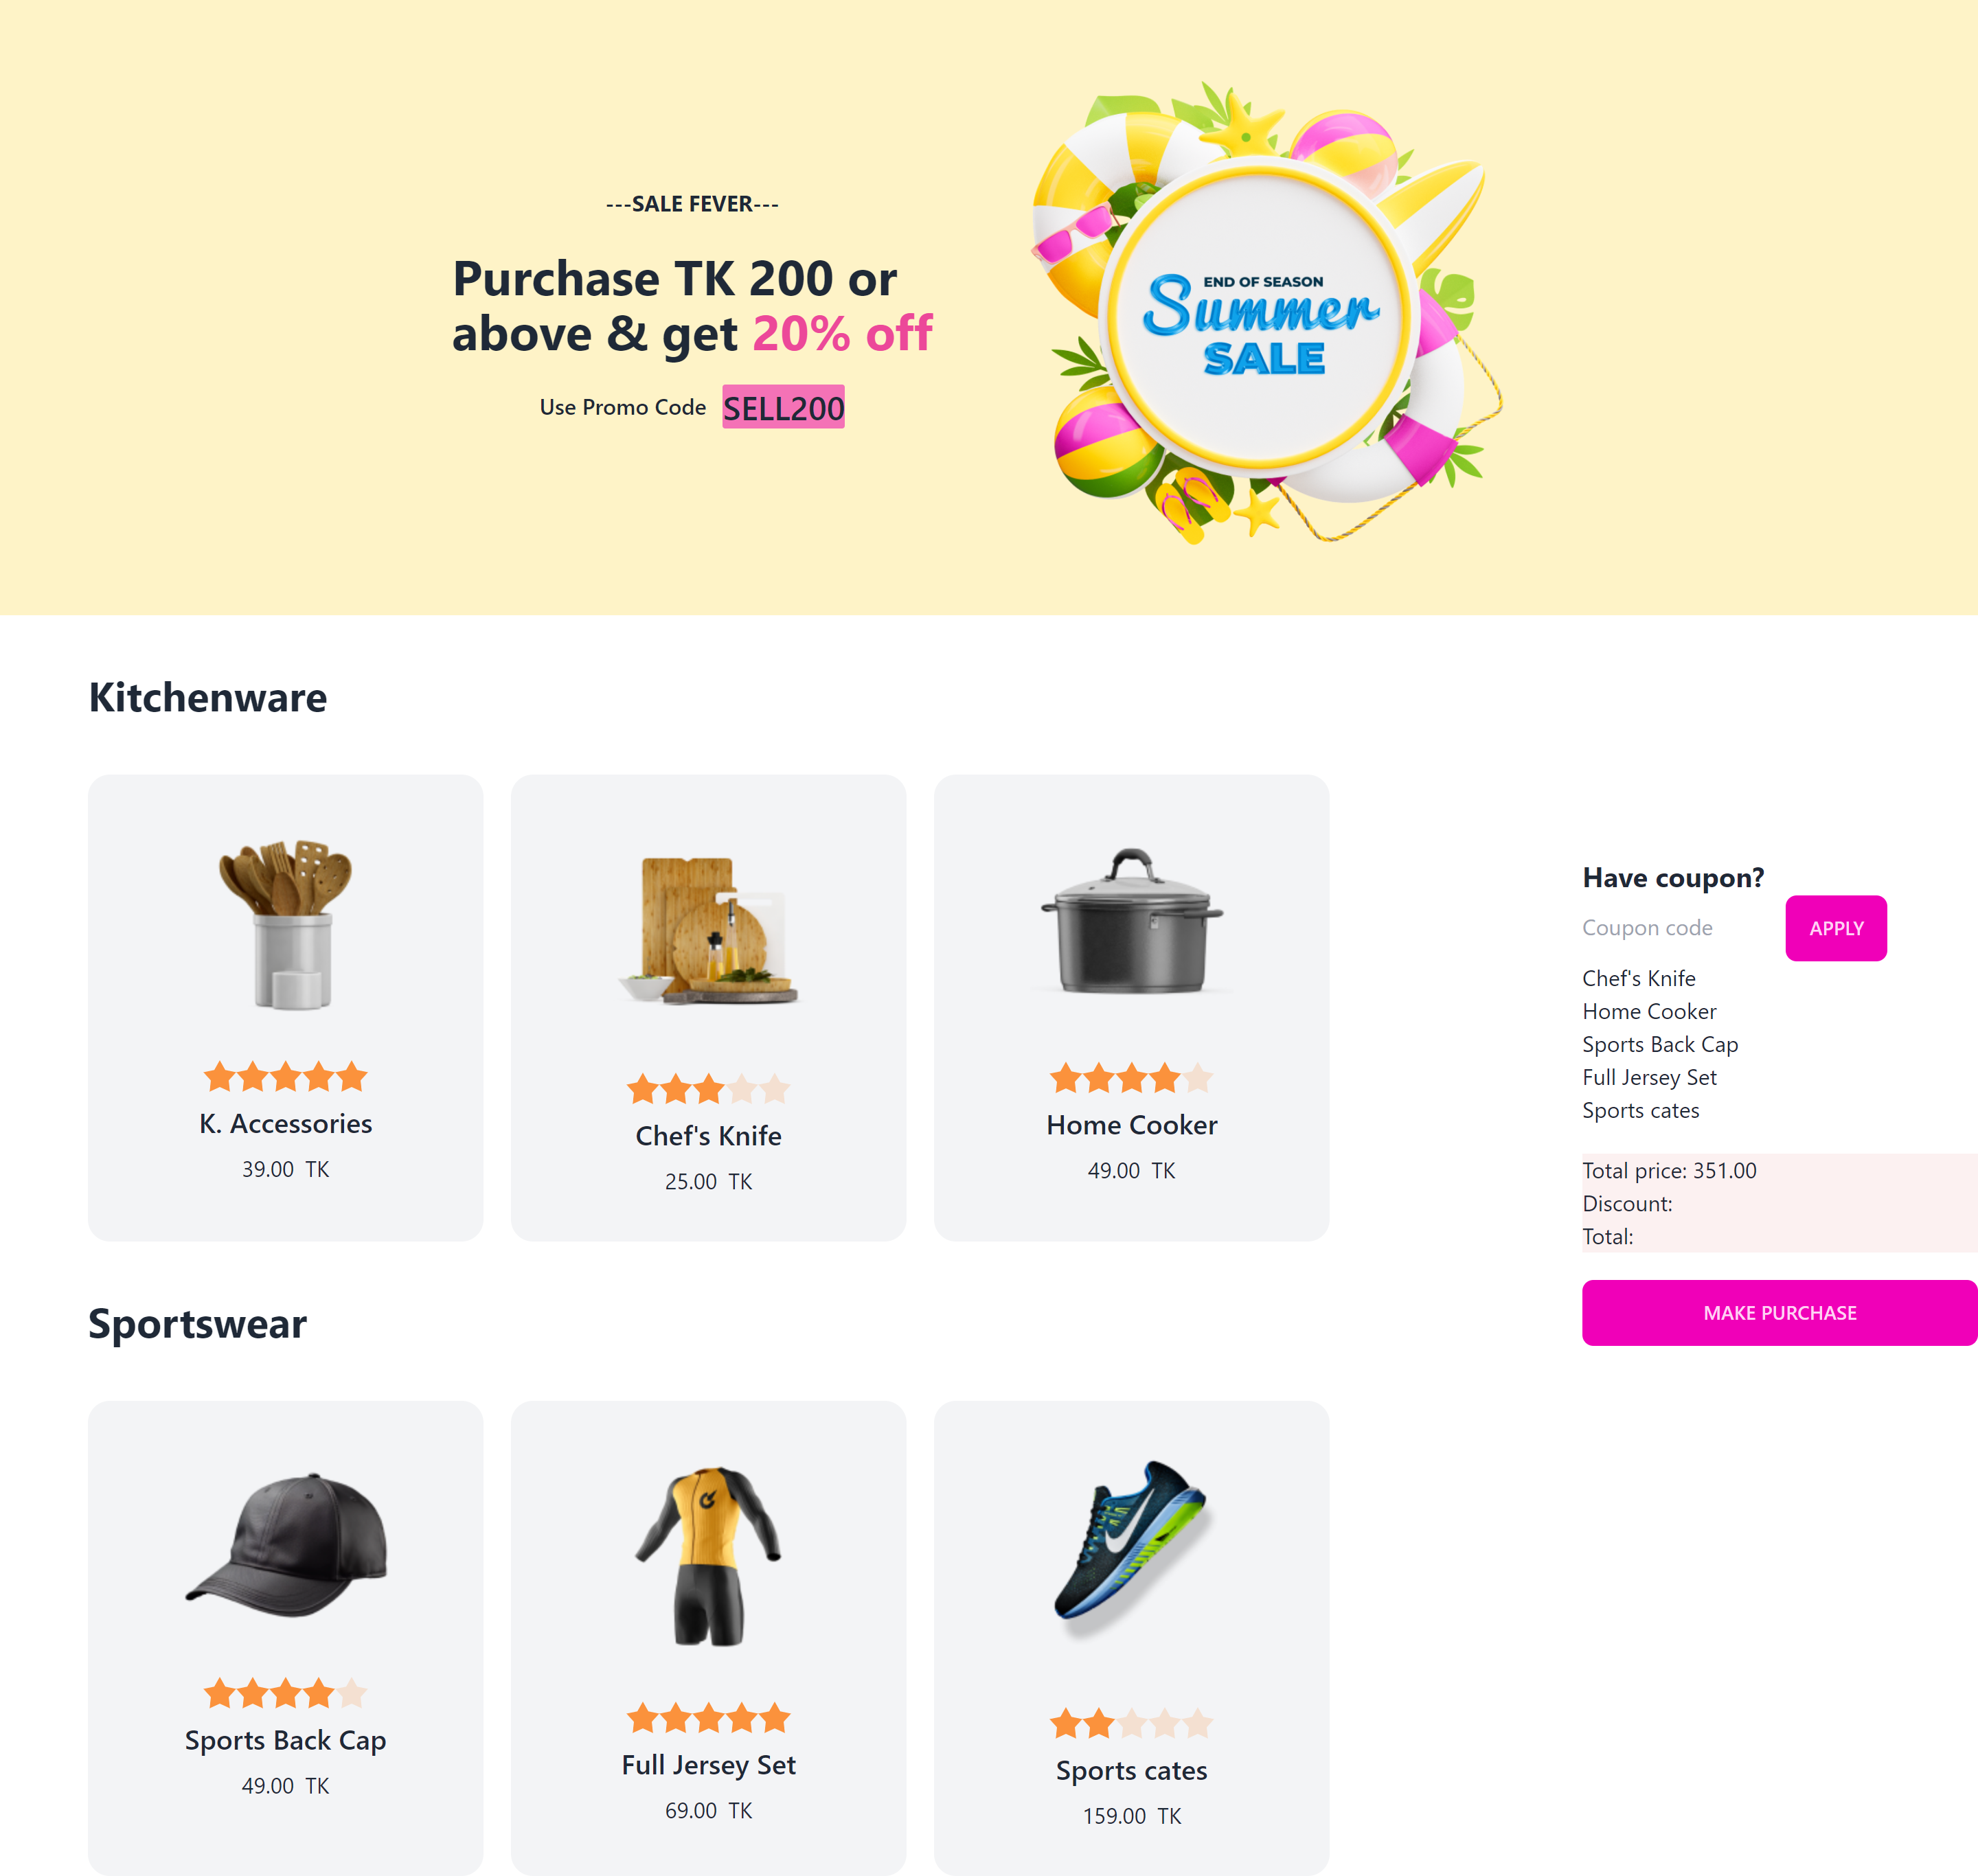 ---SALE FEVER---
Purchase TK 200 or
above & get 20% off
Use Promo Code SELL200
END OF SEASON
Summer
SALE
Kitchenware
K. Accessories
39.00 TK
Chef's Knife
25.00 TK
Home Cooker
49.00 TK
Have coupon?
Coupon code APPLY
Chef's Knife
Home Cooker
Sports Back Cap
Full Jersey Set
Sports cates
Total price: 351.00
Discount:
Total:
MAKE PURCHASE
Sportswear
Sports Back Cap
49.00 TK
Full Jersey Set
69.00 TK
Sports cates
159.00 TK